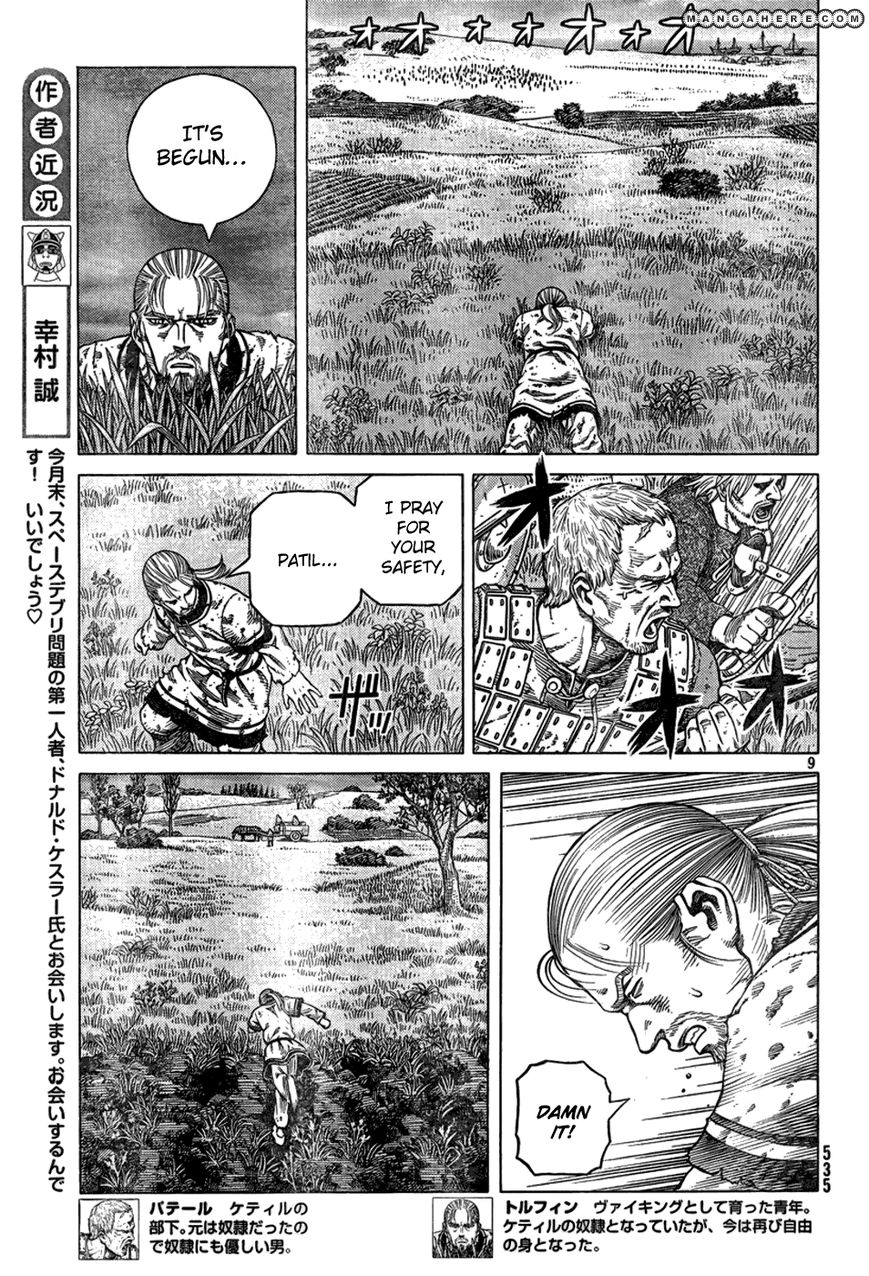 MANGAHERE.COM
オオオオオオオオ
IT'S
BEGUN...
オ
オオ
I PRAY
FOR
YOUR
SAFETY,
PATIL...
ザッ
9
DAMN
IT!
535
作者近況
幸村誠
今月末、スペースデブリ問題の第一人者、ドナルド・ケスラー氏とお会いします。お会いするんで
す! いいでしょう♡
パテール ケティルの
部下。元は奴隷だったの
で奴隷にも優しい男。
トルフィン ヴァイキングとして育った青年。
ケティルの奴隷となっていたが、今は再び自由
の身となった。